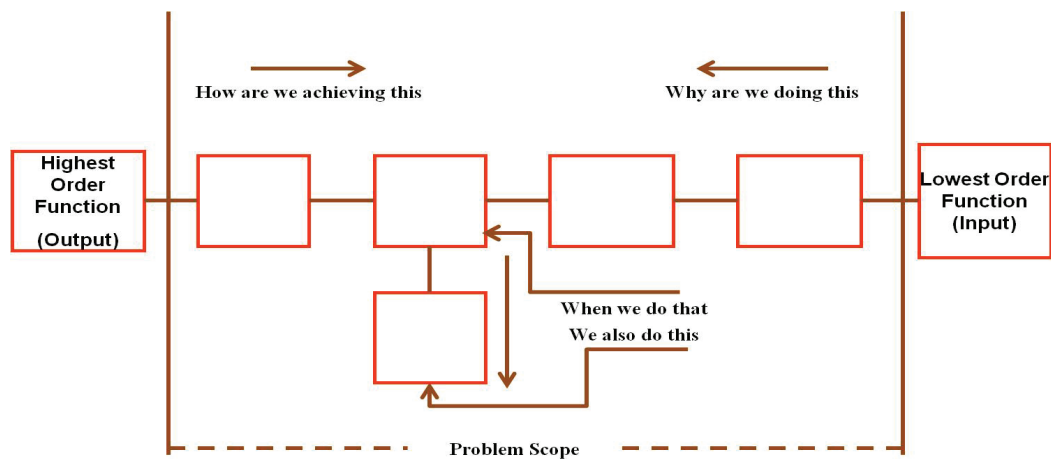 How are we achieving this
Why are we doing this
Highest
Order
Function
(Output)
Lowest Order
Function
(Input)
When we do that
We also do this
Problem Scope